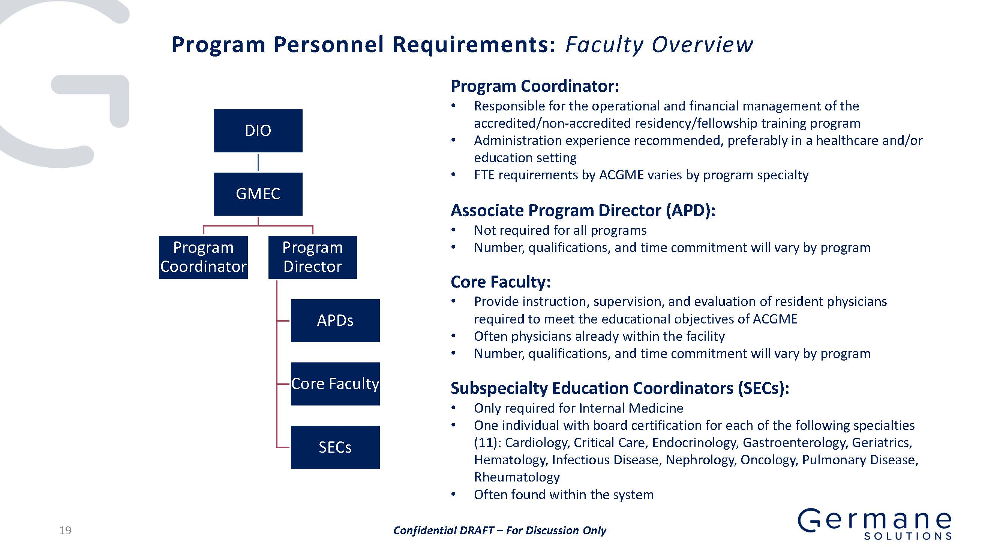 Program Personnel Requirements: Faculty Overview
DIO
GMEC
Program
Coordinator
Program
Director
APDs
Core Faculty
SECs
Program Coordinator:
• Responsible for the operational and financial management of the
accredited/non-accredited residency/fellowship training program
• Administration experience recommended, preferably in a healthcare and/or
education setting
• FTE requirements by ACGME varies by program specialty
Associate Program Director (APD):
• Not required for all programs
• Number, qualifications, and time commitment will vary by program
Core Faculty:
• Provide instruction, supervision, and evaluation of resident physicians
required to meet the educational objectives of ACGME
• Often physicians already within the facility
• Number, qualifications, and time commitment will vary by program
Subspecialty Education Coordinators (SECs):
• Only required for Internal Medicine
• One individual with board certification for each of the following specialties
(11): Cardiology, Critical Care, Endocrinology, Gastroenterology, Geriatrics,
Hematology, Infectious Disease, Nephrology, Oncology, Pulmonary Disease,
Rheumatology
• Often found within the system
19
Confidential DRAFT – For Discussion Only
Germane
SOLUTIONS